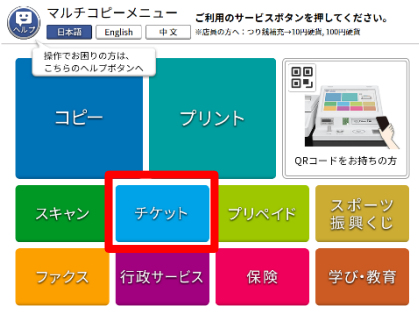 マルチコピーメニュー
ご利用のサービスボタンを押してください。
ヘルプ
日本語
English
中文
※店員の方へ：つり銭補充→10円硬貨, 100円硬貨
操作でお困りの方は、
こちらのヘルプボタンへ
コピー
プリント
QRコードをお持ちの方
スキャン
チケット
プリペイド
スポーツ
振興くじ
ファクス
行政サービス
保険
学び・教育